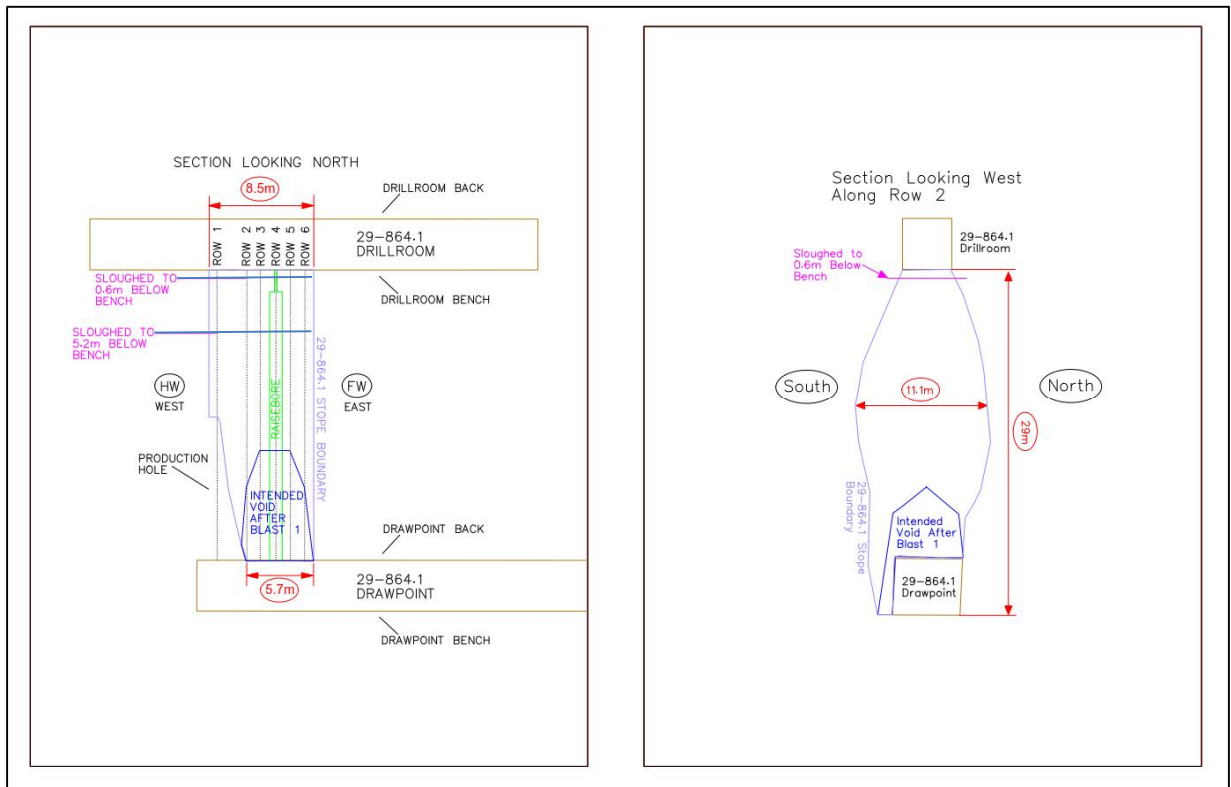 SECTION LOOKING NORTH
8.5m
DRILLROOM BACK
ROW 1
ROW 2
ROW 3
ROW 4
ROW 5
ROW 6
29-864.1
DRILLROOM
SLOUGHED TO
0.6m BELOW
BENCH
DRILLROOM BENCH
SLOUGHED TO
5.2m BELOW
BENCH
29-864.1 STOPE BOUNDARY
HW
WEST
RAISEBORE
FW
EAST
PRODUCTION
HOLE
INTENDED
VOID
AFTER
BLAST 1
DRAWPOINT BACK
5.7m
29-864.1
DRAWPOINT
DRAWPOINT BENCH
Section Looking West
Along Row 2
29-864.1
Drillroom
Sloughed to
0.6m Below
Bench
South
11.1m
North
29m
29-864.1 Stope
Boundary
Intended
Void After
Blast 1
29-864.1
Drawpoint